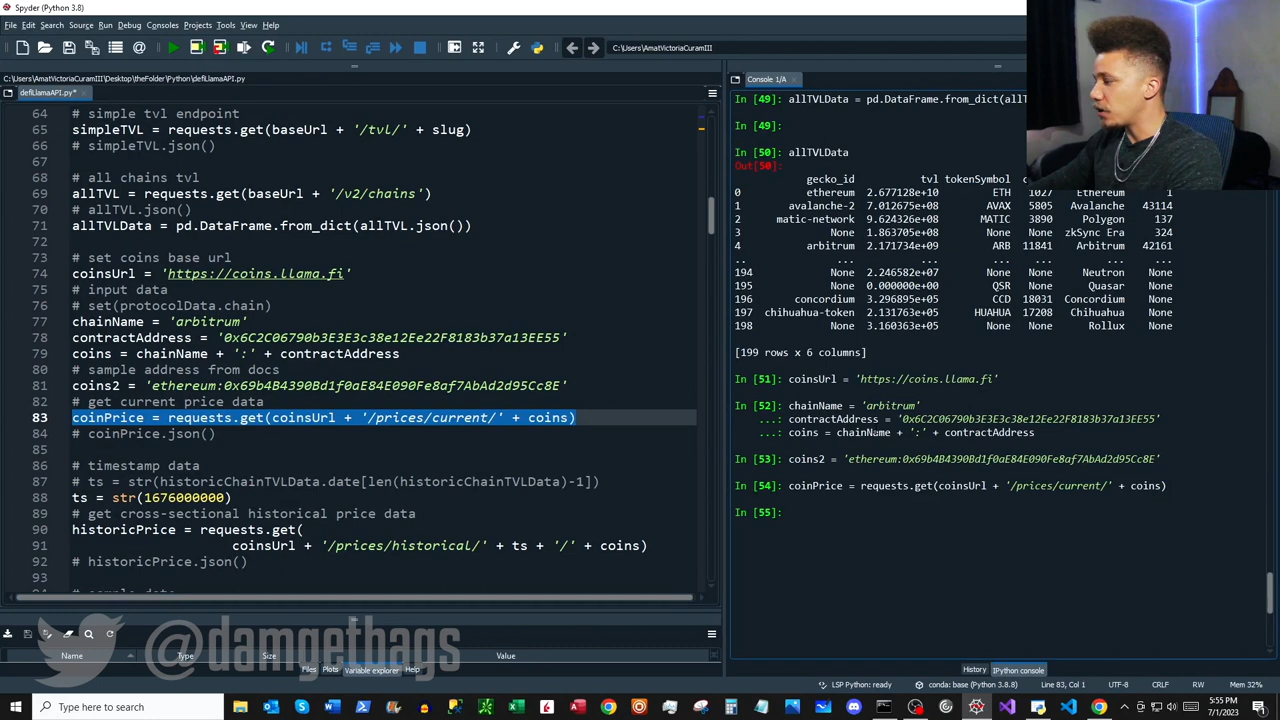 Spyder (Python 3.8)
File Edit Search Source Run Debug Consoles Projects Tools View Help
C:\Users\AmatVictoriaCuramIII
C:\Users\AmatVictoriaCuramIII\Desktop\theFolder\Python\defiLlamaAPI.py
defiLlamaAPI.py*
64 # simple tvl endpoint
65 simpleTVL = requests.get(baseUrl + '/tvl/' + slug)
66 # simpleTVL.json()
67
68 # all chains tvl
69 allTVL = requests.get(baseUrl + '/v2/chains')
70 # allTVL.json()
71 allTVLData = pd.DataFrame.from_dict(allTVL.json())
72
73 # set coins base url
74 coinsUrl = 'https://coins.llama.fi'
75 # input data
76 # set(protocolData.chain)
77 chainName = 'arbitrum'
78 contractAddress = '0x6C2C06790b3E3E3c38e12Ee22F8183b37a13EE55'
79 coins = chainName + ':' + contractAddress
80 # sample address from docs
81 coins2 = 'ethereum:0x69b4B4390Bd1f0aE84E090Fe8af7AbAd2d95Cc8E'
82 # get current price data
83 coinPrice = requests.get(coinsUrl + '/prices/current/' + coins)
84 # coinPrice.json()
85
86 # timestamp data
87 # ts = str(historicChainTVLData.date[len(historicChainTVLData)-1])
88 ts = str(1676000000)
89 # get cross-sectional historical price data
90 historicPrice = requests.get(
91 coinsUrl + '/prices/historical/' + ts + '/' + coins)
92 # historicPrice.json()
93
Name Type Size Value
Files Plots Variable explorer Help
@damgetbags
Console 1/A
In [49]: allTVLData = pd.DataFrame.from_dict(allT
In [49]:
In [50]: allTVLData
Out[50]:
gecko_id tvl tokenSymbol
0 ethereum 2.677128e+10 ETH 1027 Ethereum 1
1 avalanche-2 7.012675e+08 AVAX 5805 Avalanche 43114
2 matic-network 9.624326e+08 MATIC 3890 Polygon 137
3 None 1.863705e+08 None None zkSync Era 324
4 arbitrum 2.171734e+09 ARB 11841 Arbitrum 42161
.. ... ... ... ... ... ...
194 None 2.246582e+07 None None Neutron None
195 None 0.000000e+00 QSR None Quasar None
196 concordium 3.296895e+05 CCD 18031 Concordium None
197 chihuahua-token 2.131763e+05 HUAHUA 17208 Chihuahua None
198 None 3.160363e+05 None None Rollux None
[199 rows x 6 columns]
In [51]: coinsUrl = 'https://coins.llama.fi'
In [52]: chainName = 'arbitrum'
...: contractAddress = '0x6C2C06790b3E3E3c38e12Ee22F8183b37a13EE55'
...: coins = chainName + ':' + contractAddress
In [53]: coins2 = 'ethereum:0x69b4B4390Bd1f0aE84E090Fe8af7AbAd2d95Cc8E'
In [54]: coinPrice = requests.get(coinsUrl + '/prices/current/' + coins)
In [55]:
History IPython console
LSP Python: ready conda: base (Python 3.8.8) Line 83, Col 1 UTF-8 CRLF RW Mem 32%
Type here to search
5:55 PM
7/1/2023